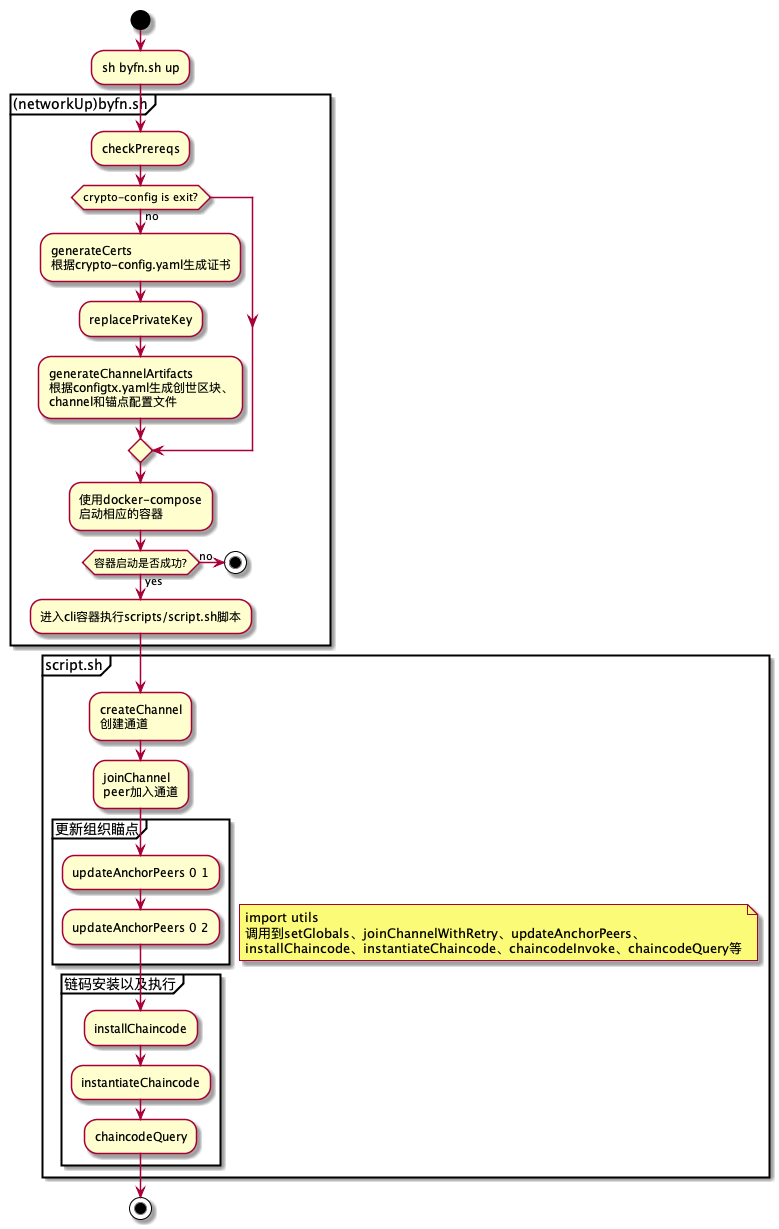 sh byfn.sh up
(networkUp)byfn.sh
checkPrereqs
crypto-config is exit?
no
generateCerts
根据crypto-config.yaml生成证书
replacePrivateKey
generateChannelArtifacts
根据configtx.yaml生成创世区块、
channel和锚点配置文件
使用docker-compose
启动相应的容器
容器启动是否成功?
no
yes
进入cli容器执行scripts/script.sh脚本
script.sh
createChannel
创建通道
joinChannel
peer加入通道
更新组织瞄点
updateAnchorPeers 0 1
updateAnchorPeers 0 2
import utils
调用到setGlobals、joinChannelWithRetry、updateAnchorPeers、
installChaincode、instantiateChaincode、chaincodeInvoke、chaincodeQuery等
链码安装以及执行
installChaincode
instantiateChaincode
chaincodeQuery